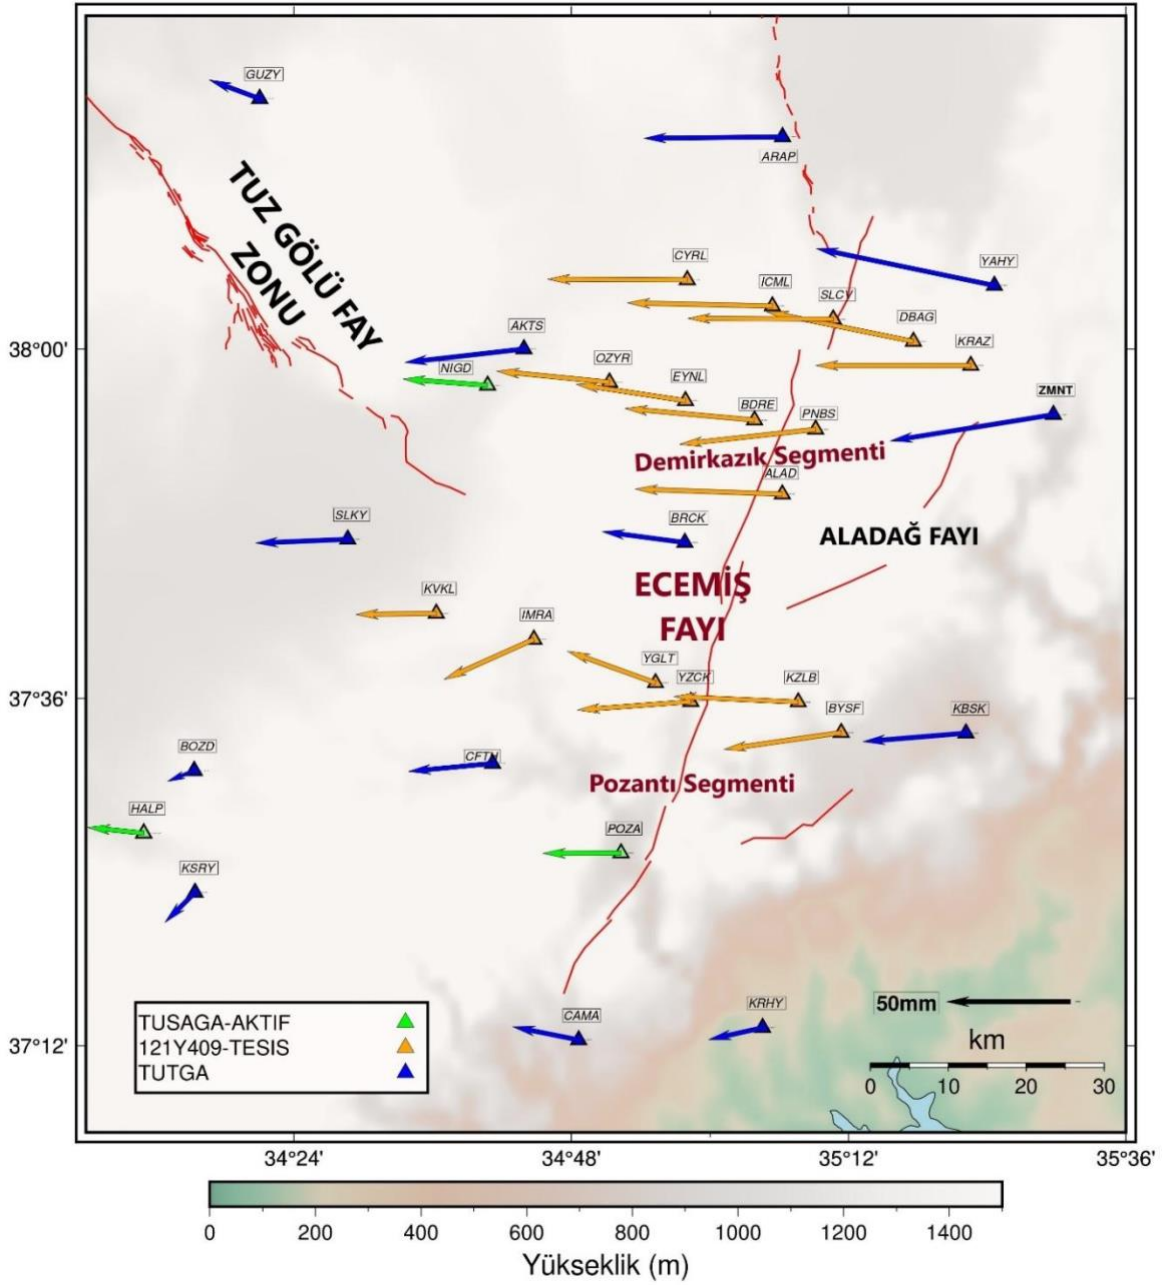 GUZY
ARAP
TUZ GÖLÜ FAY
ZONU
CYRL
YAHY
ICML
SLCY
DBAG
AKTS
KRAZ
38°00'
OZYR
NIGD
EYNL
ZMNT
BDRE
PNBS
Demirkazık Segmenti
ALAD
SLKY
BRCK
ALADAĞ FAYI
ECEMİŞ
FAYI
KVKL
IMRA
YGLT
YZCK
KZLB
37°36'
BYSF
KBSK
BOZD
CFTH
Pozantı Segmenti
HALP
POZA
KSRY
50mm
KRHY
CAMA
TUSAGA-AKTIF
121Y409-TESIS
TUTGA
37°12'
km
0 10 20 30
34°24' 34°48' 35°12' 35°36'
0 200 400 600 800 1000 1200 1400
Yükseklik (m)